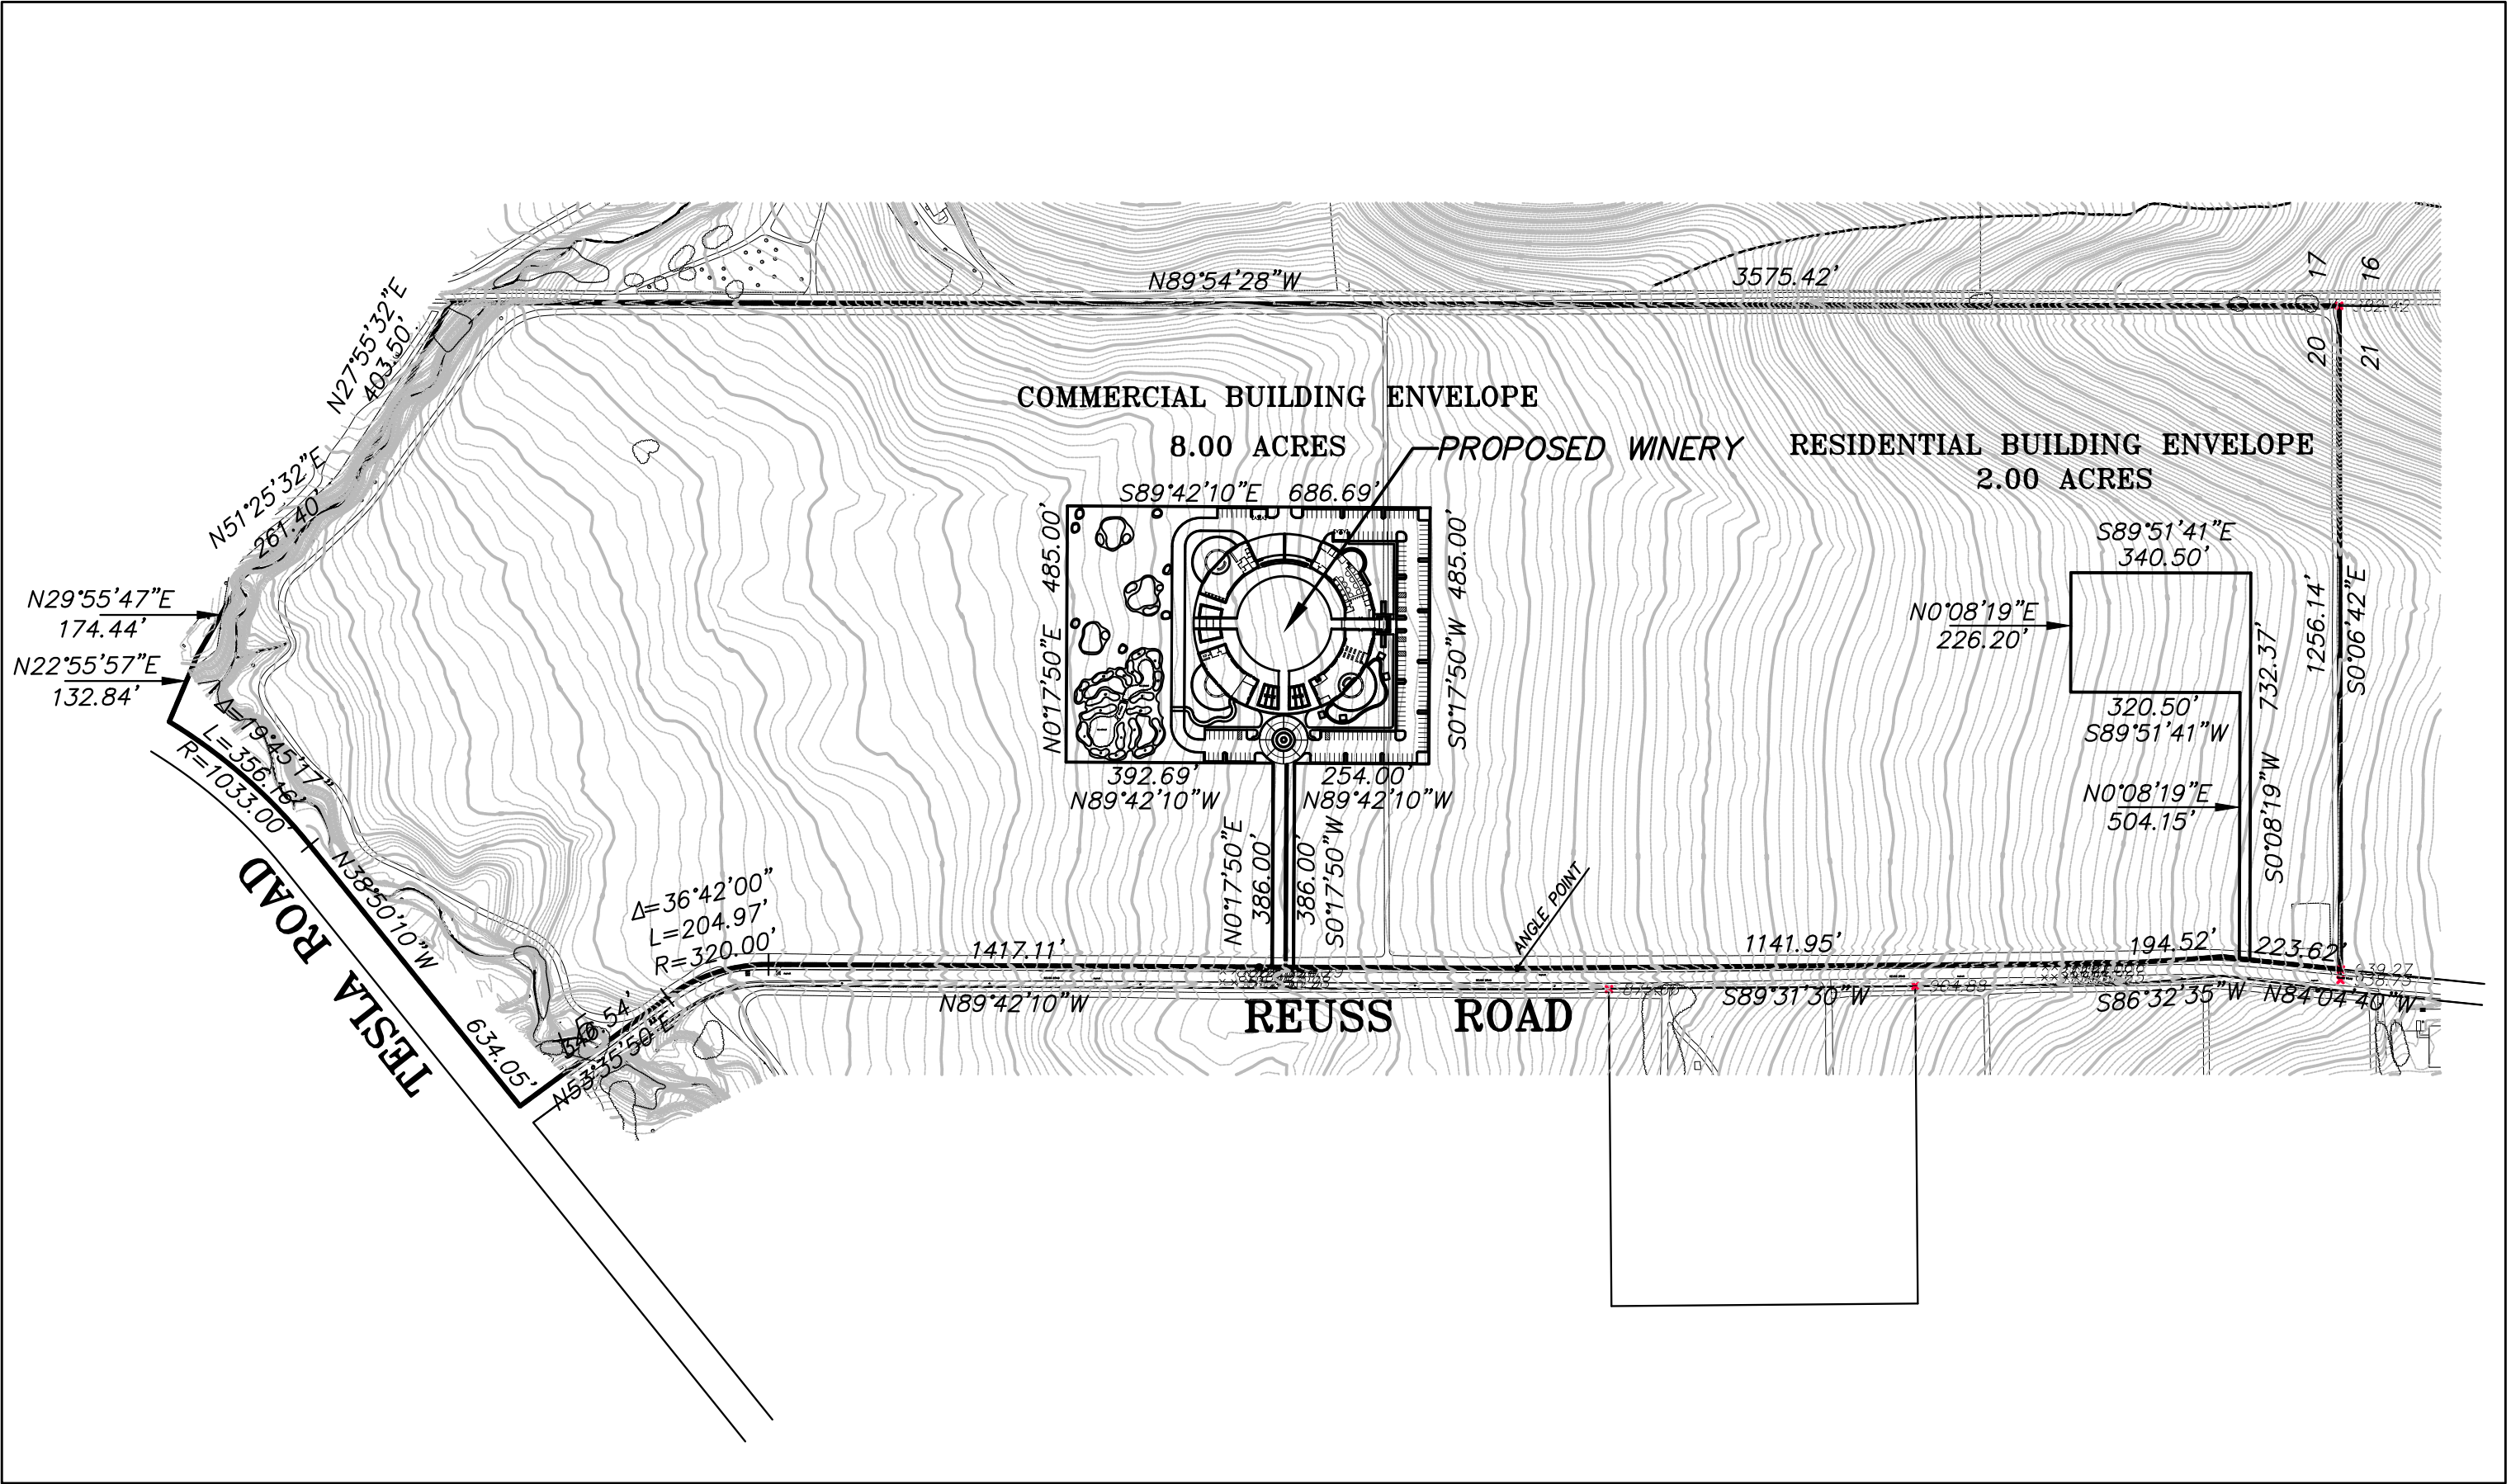 N89°54'28"W
3575.42'
17
16
20
21
N27°55'32"E
403.50'
COMMERCIAL BUILDING ENVELOPE
8.00 ACRES
PROPOSED WINERY
RESIDENTIAL BUILDING ENVELOPE
2.00 ACRES
N51°25'32"E
261.40'
S89°42'10"E 686.69'
485.00'
N0°17'50"E
485.00'
S0°17'50"W
S89°51'41"E
340.50'
N29°55'47"E
174.44'
N0°08'19"E
226.20'
1256.14'
S0°06'42"E
N22°55'57"E
132.84'
732.37'
S0°08'19"W
320.50'
S89°51'41"W
Δ=19°45'17"
L=356.16'
R=1033.00'
392.69'
N89°42'10"W
254.00'
N89°42'10"W
N0°08'19"E
504.15'
N0°17'50"E
386.00'
386.00'
S0°17'50"W
N38°50'10"W
634.05'
TESLA ROAD
Δ=36°42'00"
L=204.97'
R=320.00'
ANGLE POINT
1417.11'
1141.95'
194.52'
223.62'
N89°42'10"W
S89°31'30"W
S86°32'35"W
N84°04'40"W
REUSS ROAD
N53°35'50"E